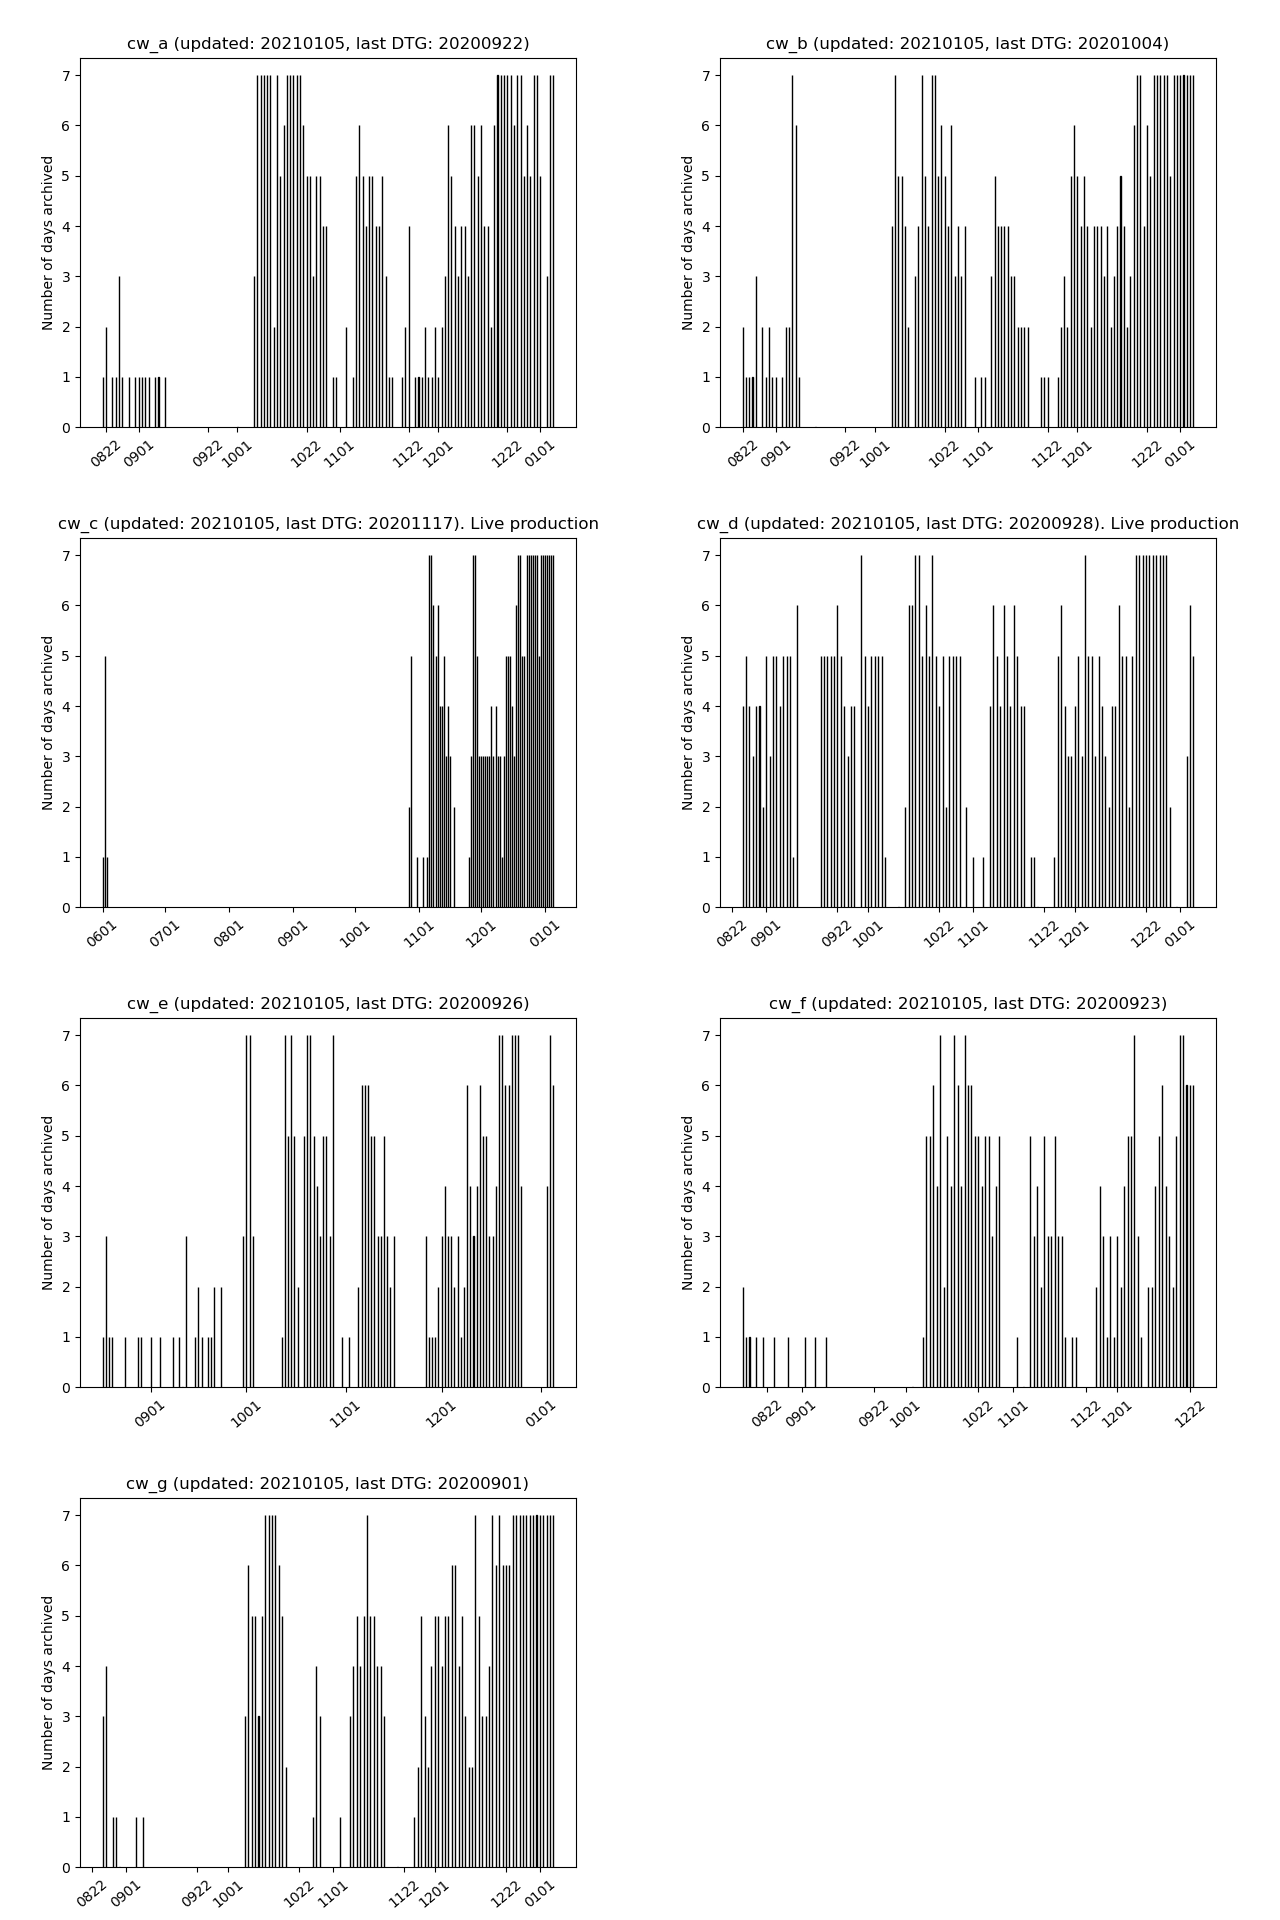 cw_a (updated: 20210105, last DTG: 20200922)
Number of days archived
7
6
5
4
3
2
1
0
0822 0901 0922 1001 1022 1101 1122 1201 1222 0101
cw_b (updated: 20210105, last DTG: 20201004)
Number of days archived
7
6
5
4
3
2
1
0
0822 0901 0922 1001 1022 1101 1122 1201 1222 0101
cw_c (updated: 20210105, last DTG: 20201117). Live production
Number of days archived
7
6
5
4
3
2
1
0
0601 0701 0801 0901 1001 1101 1201 0101
cw_d (updated: 20210105, last DTG: 20200928). Live production
Number of days archived
7
6
5
4
3
2
1
0
0822 0901 0922 1001 1022 1101 1122 1201 1222 0101
cw_e (updated: 20210105, last DTG: 20200926)
Number of days archived
7
6
5
4
3
2
1
0
0901 1001 1101 1201 0101
cw_f (updated: 20210105, last DTG: 20200923)
Number of days archived
7
6
5
4
3
2
1
0
0822 0901 0922 1001 1022 1101 1122 1201 1222
cw_g (updated: 20210105, last DTG: 20200901)
Number of days archived
7
6
5
4
3
2
1
0
0822 0901 0922 1001 1022 1101 1122 1201 1222 0101